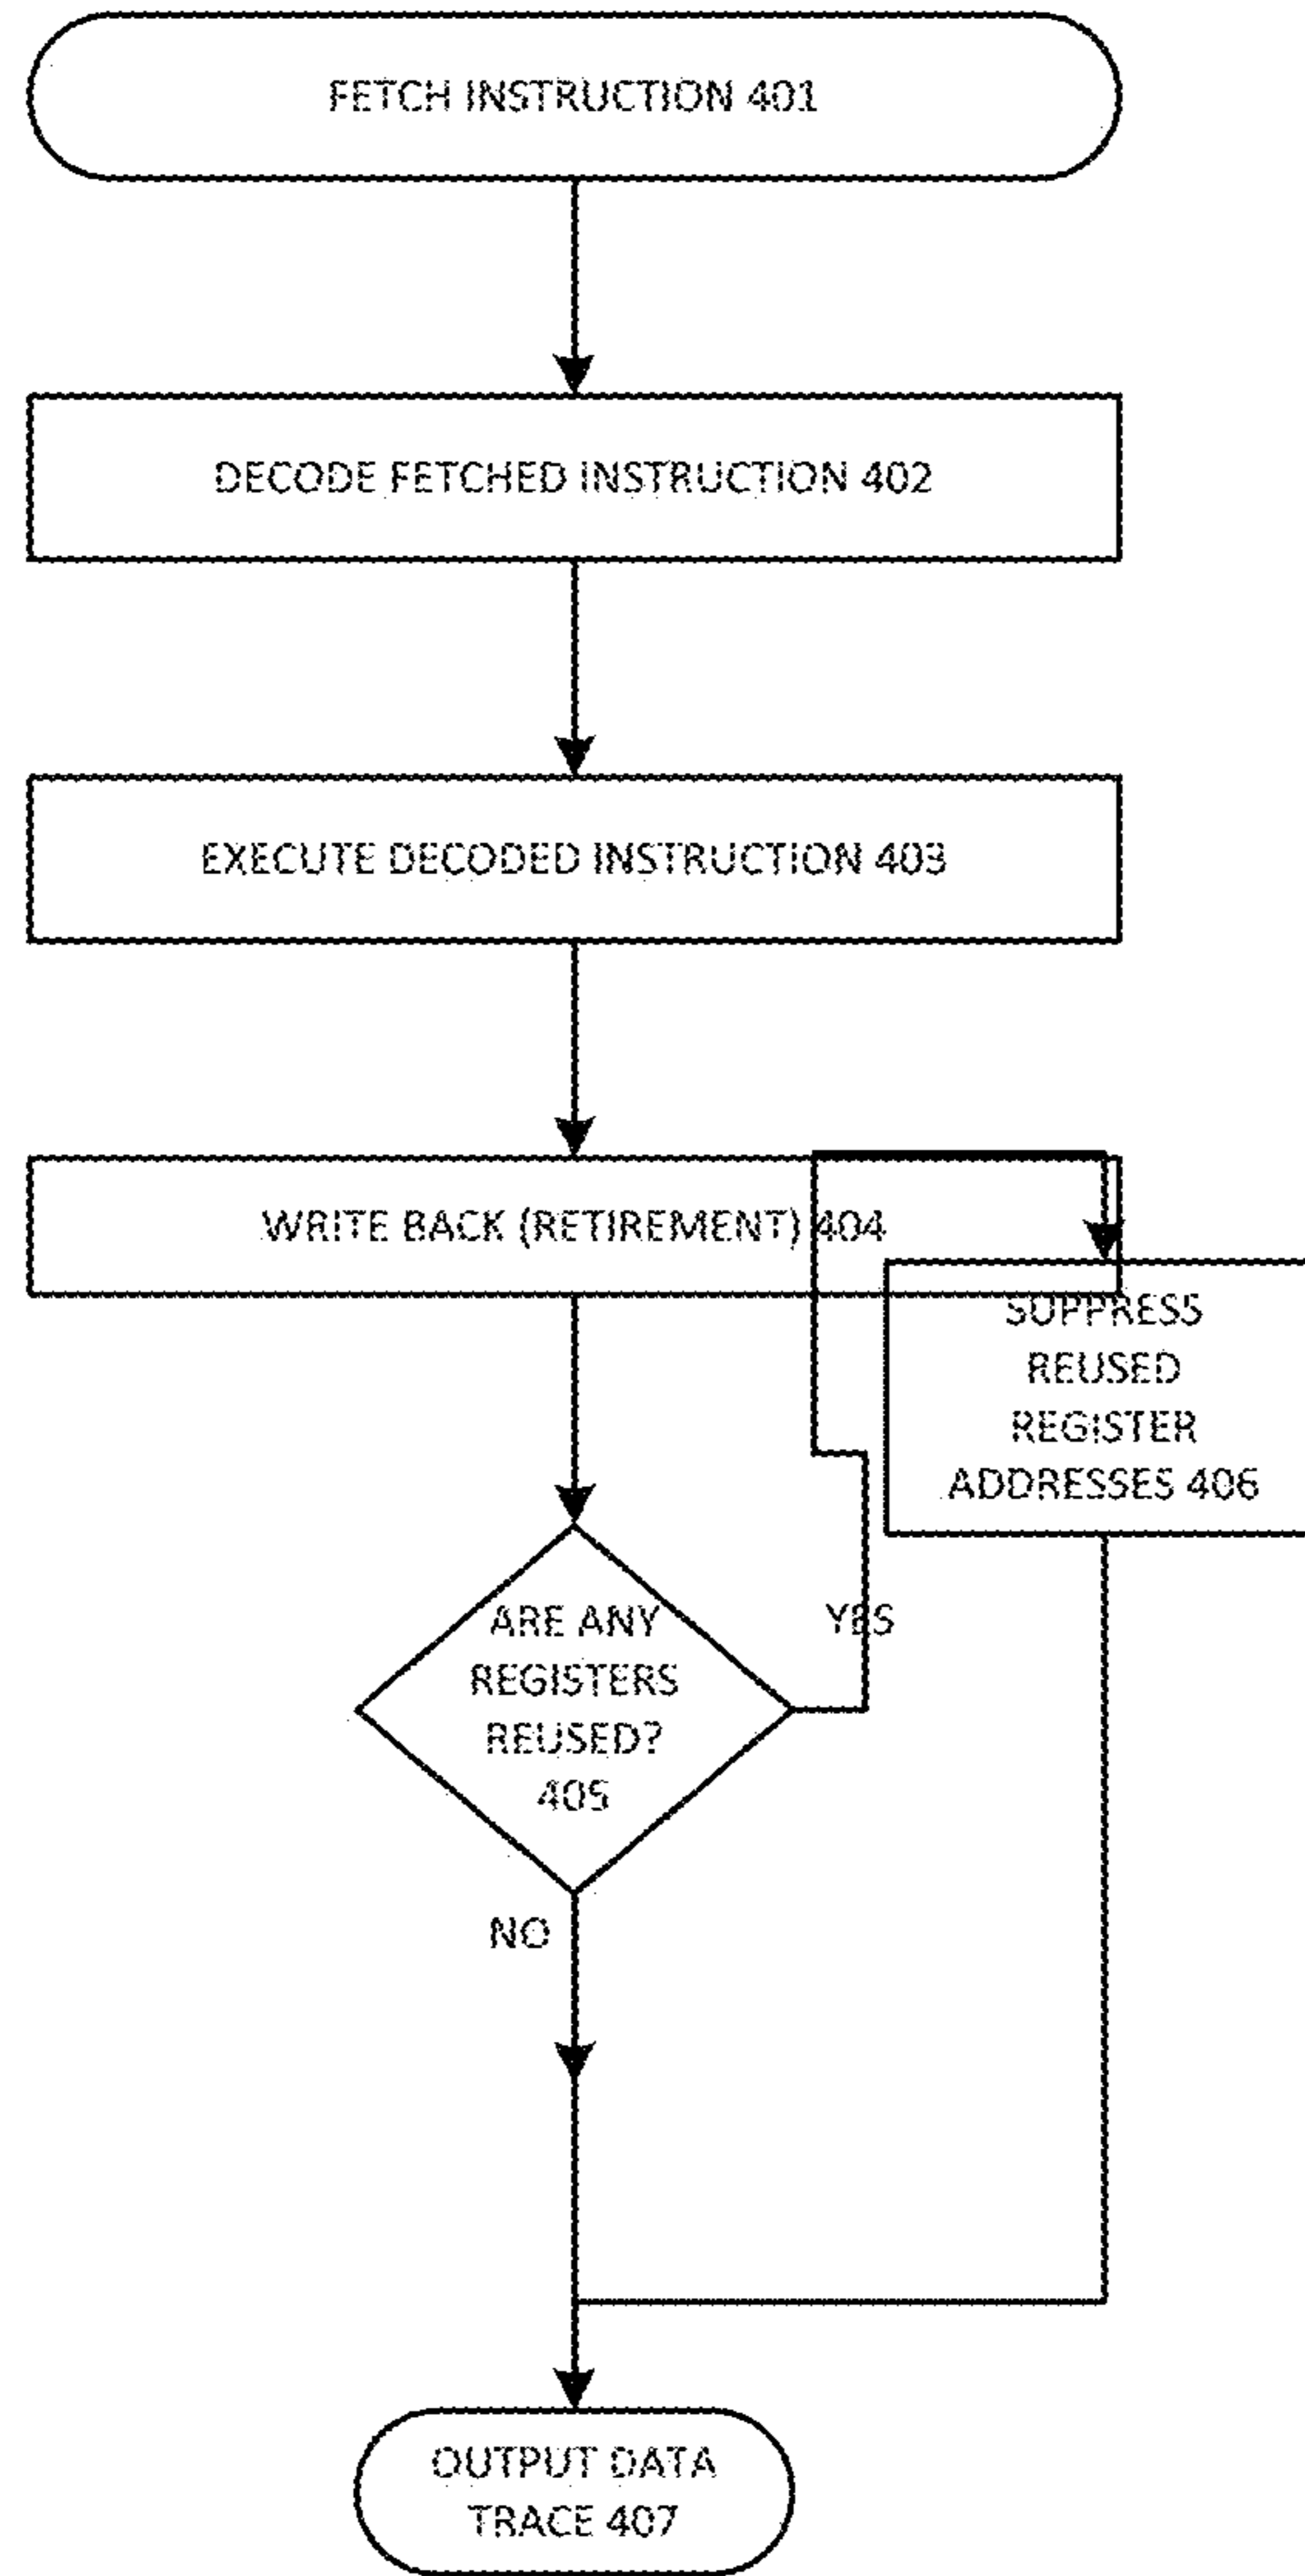 FETCH INSTRUCTION 401
DECODE FETCHED INSTRUCTION 402
EXECUTE DECODED INSTRUCTION 403
WRITE BACK (RETIREMENT) 404
SUPPRESS
REUSED
REGISTER
ADDRESSES 406
ARE ANY
REGISTERS
REUSED?
405
YES
NO
OUTPUT DATA
TRACE 407